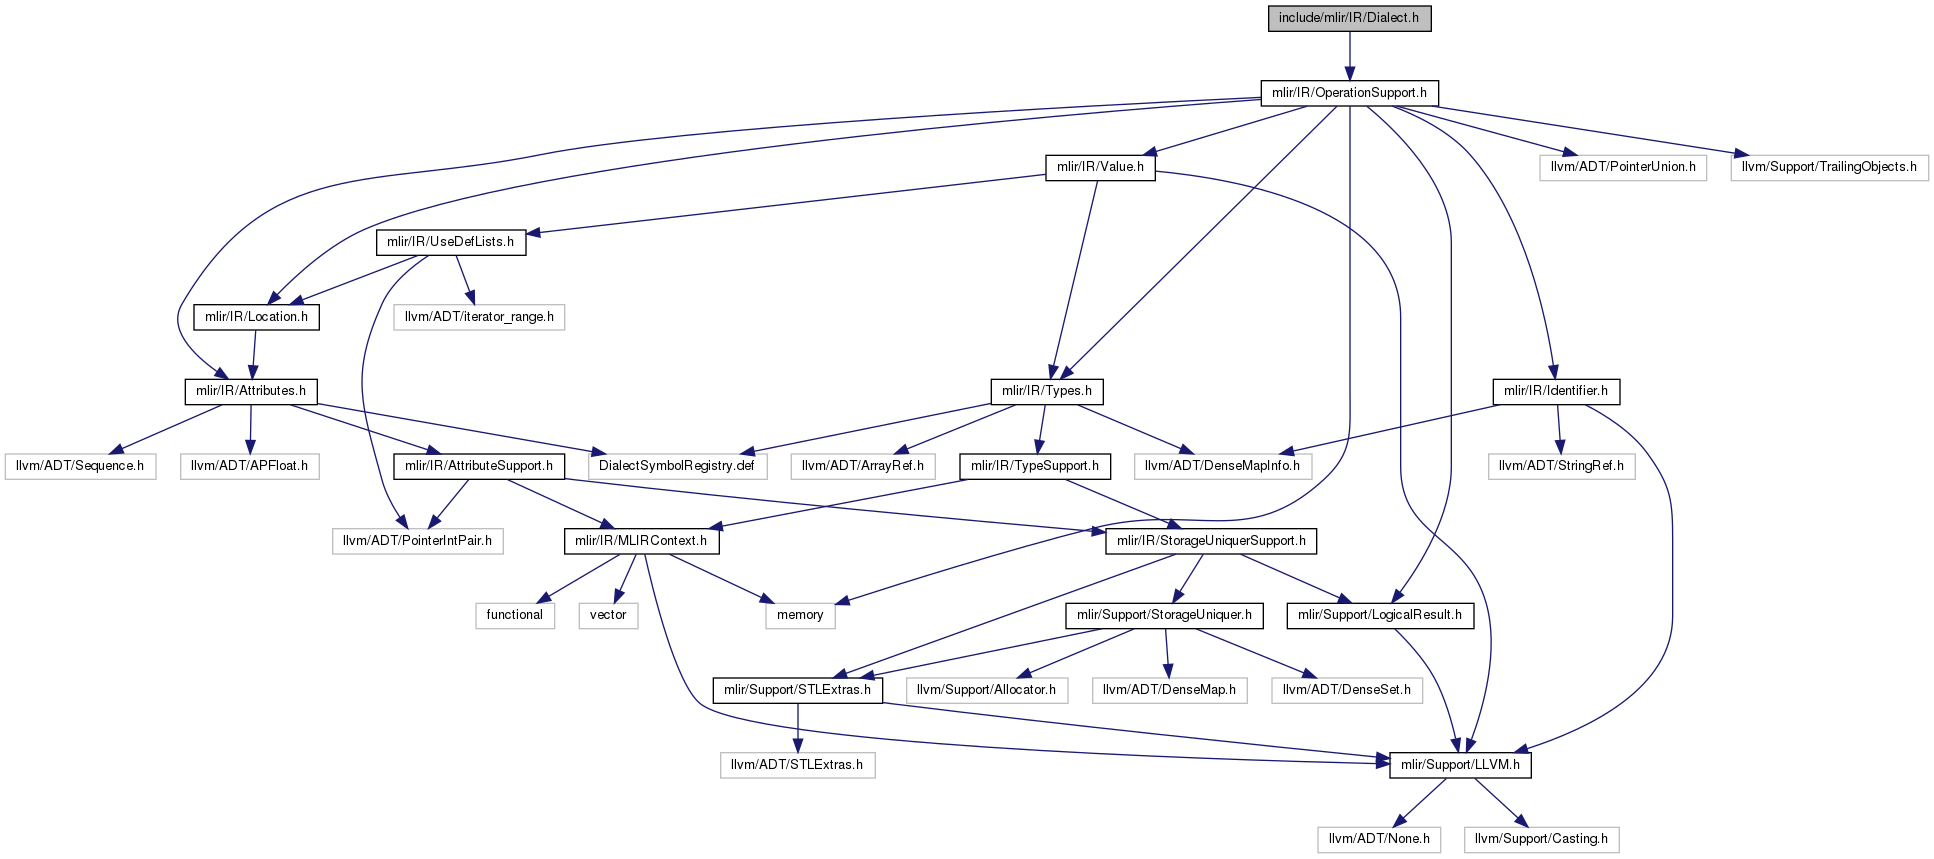 include/mlir/IR/Dialect.h
mlir/IR/OperationSupport.h
mlir/IR/Value.h
llvm/ADT/PointerUnion.h
llvm/Support/TrailingObjects.h
mlir/IR/UseDefLists.h
mlir/IR/Location.h
llvm/ADT/iterator_range.h
mlir/IR/Attributes.h
mlir/IR/Types.h
mlir/IR/Identifier.h
llvm/ADT/Sequence.h
llvm/ADT/APFloat.h
mlir/IR/AttributeSupport.h
DialectSymbolRegistry.def
llvm/ADT/ArrayRef.h
mlir/IR/TypeSupport.h
llvm/ADT/DenseMapInfo.h
llvm/ADT/StringRef.h
llvm/ADT/PointerIntPair.h
mlir/IR/MLIRContext.h
mlir/IR/StorageUniquerSupport.h
functional
vector
memory
mlir/Support/StorageUniquer.h
mlir/Support/LogicalResult.h
mlir/Support/STLExtras.h
llvm/Support/Allocator.h
llvm/ADT/DenseMap.h
llvm/ADT/DenseSet.h
llvm/ADT/STLExtras.h
mlir/Support/LLVM.h
llvm/ADT/None.h
llvm/Support/Casting.h